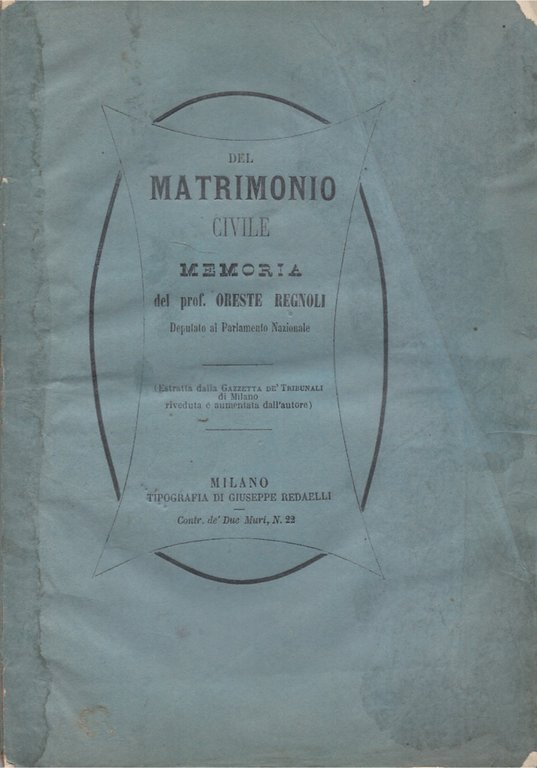 DEL
MATRIMONIO
CIVILE
MEMORIA
del prof. ORESTE REGNOLI
Deputato al Parlamento Nazionale
(Estratta dalla GAZZETTA DE' TRIBUNALI
di Milano
riveduta e aumentata dall'autore)
MILANO
TIPOGRAFIA DI GIUSEPPE REDAELLI
Contr. de' Due Muri, N. 22